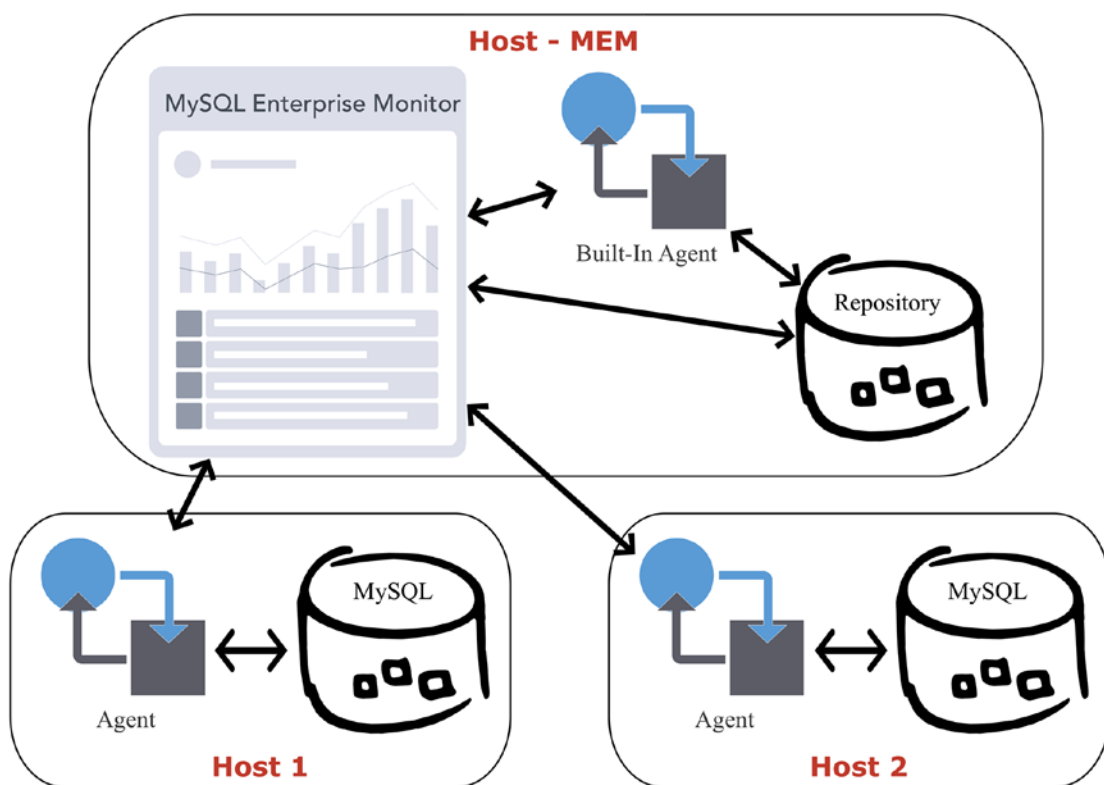 Host - MEM
MySQL Enterprise Monitor
Built-In Agent
Repository
MySQL
Agent
Host 1
MySQL
Agent
Host 2